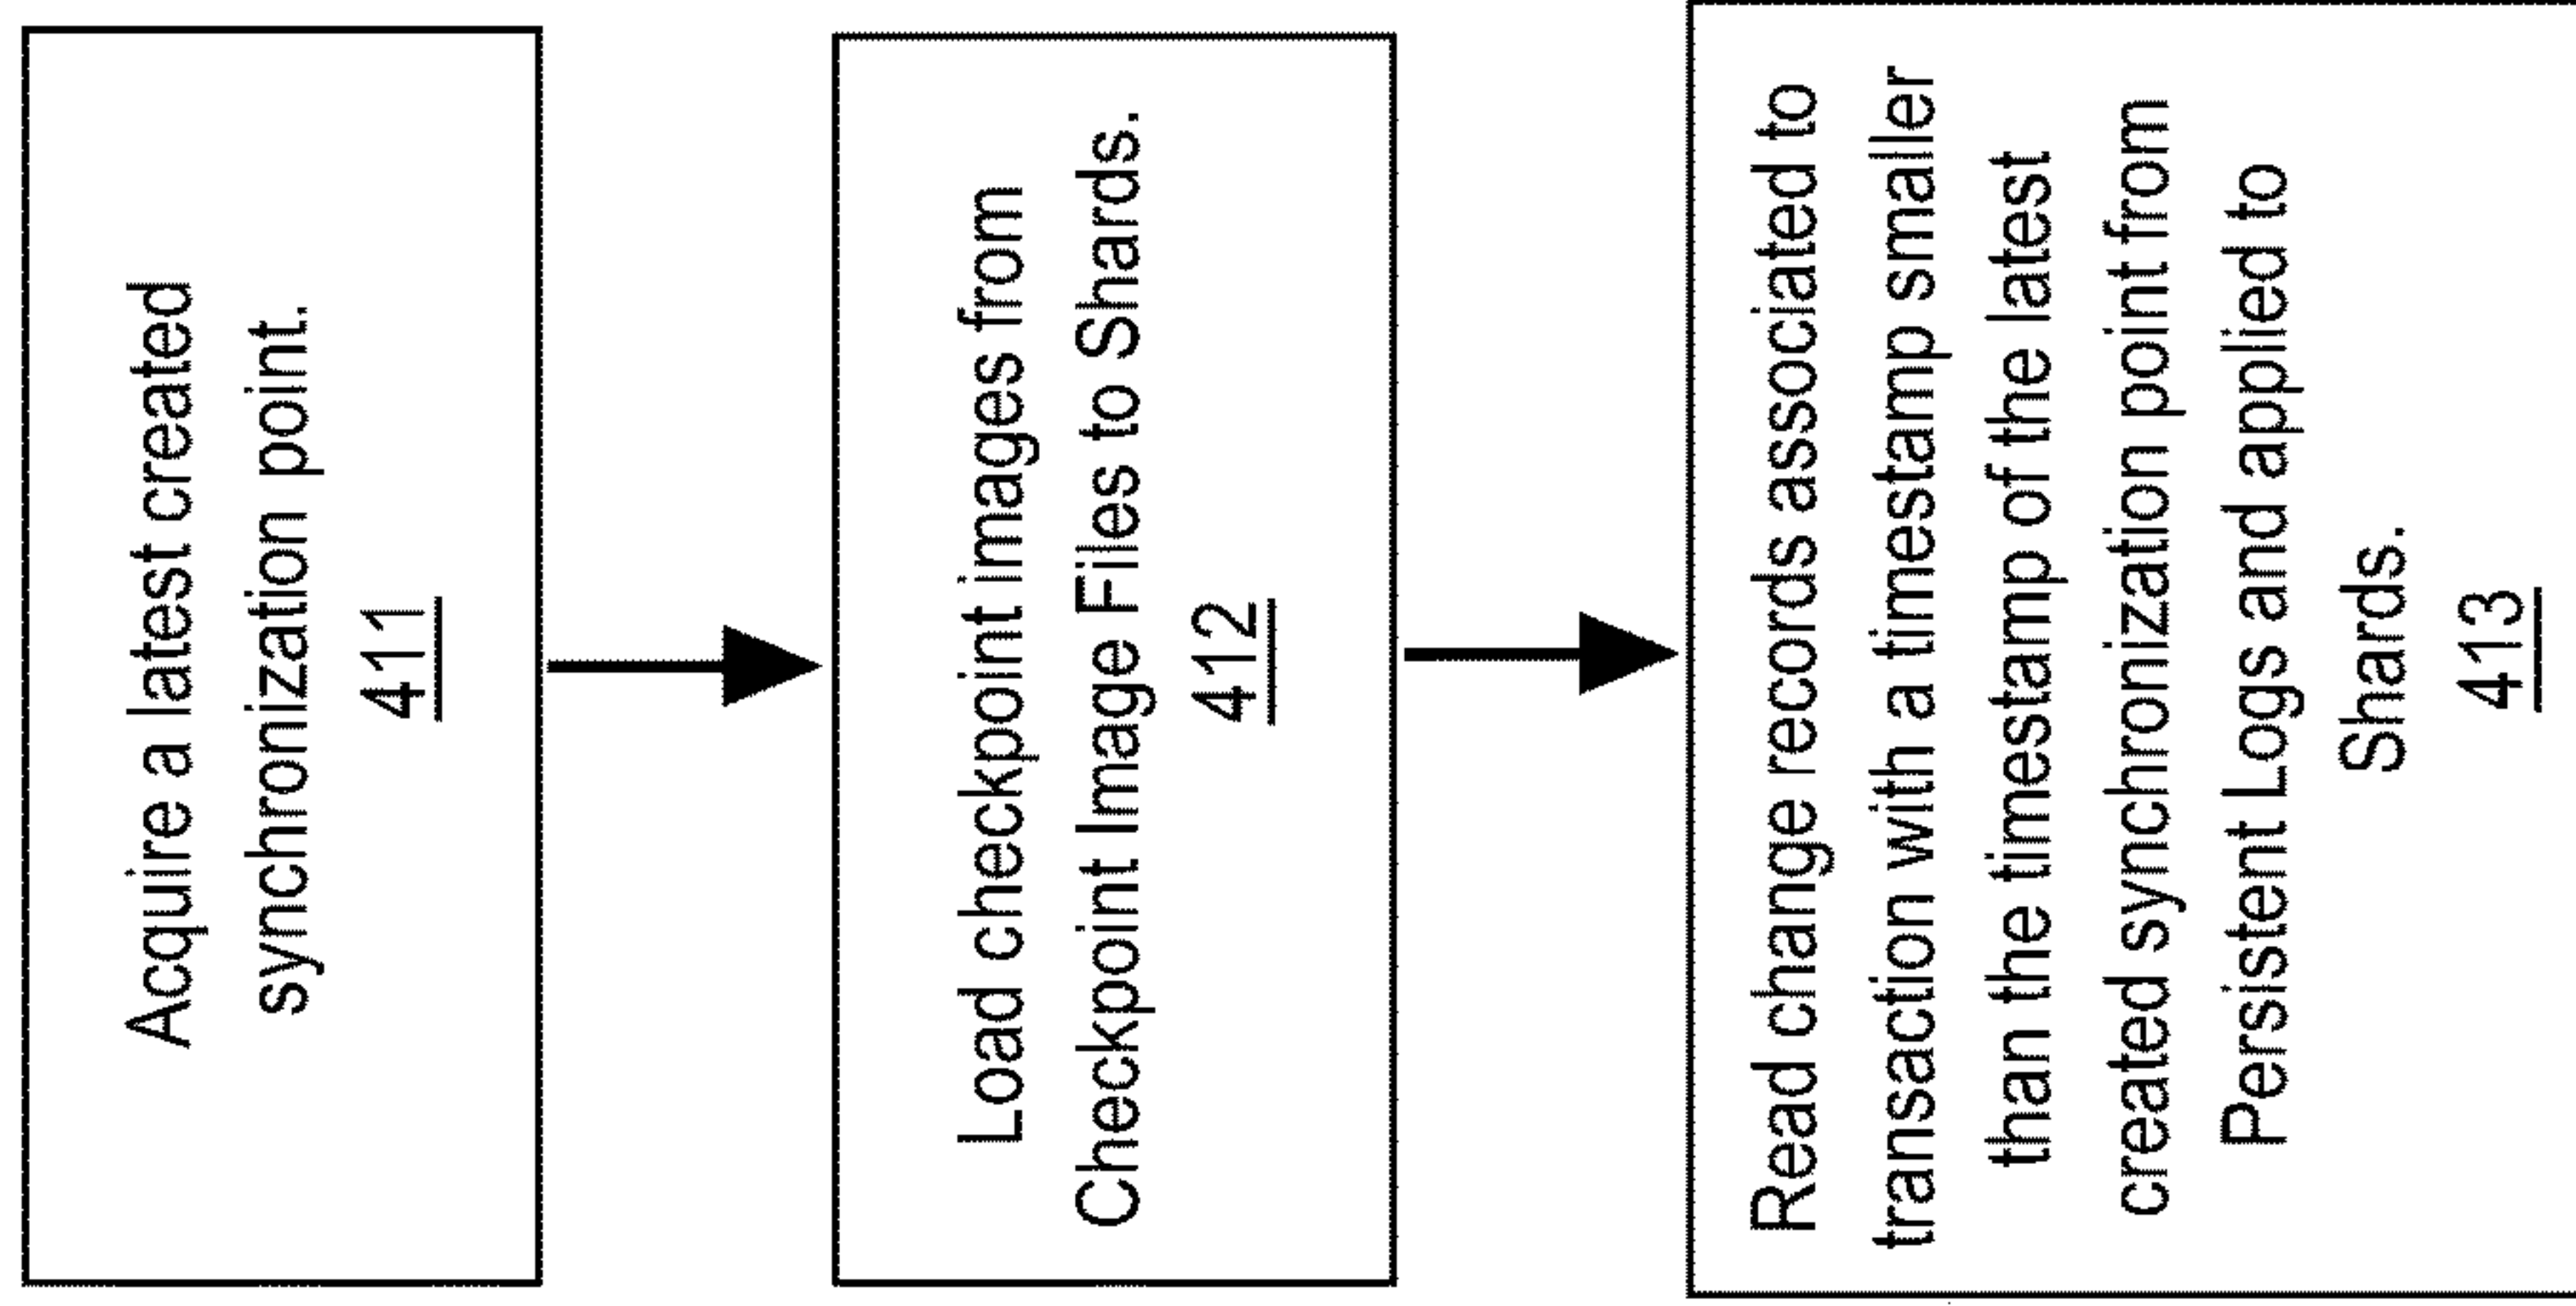 Acquire a latest created
synchronization point.
411
Load checkpoint images from
Checkpoint Image Files to Shards.
412
Read change records associated to
transaction with a timestamp smaller
than the timestamp of the latest
created synchronization point from
Persistent Logs and applied to
Shards.
413